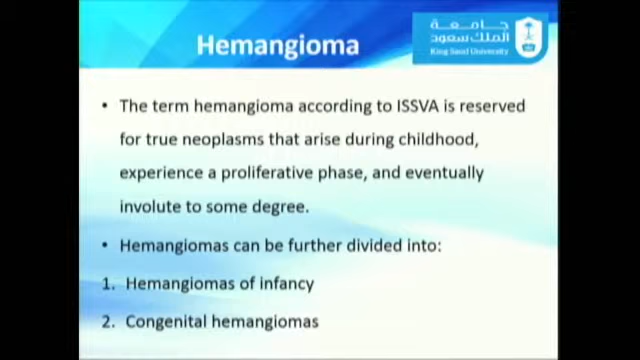 Hemangioma
جامعة
الملك سعود
King Saud University
• The term hemangioma according to ISSVA is reserved
for true neoplasms that arise during childhood,
experience a proliferative phase, and eventually
involute to some degree.
• Hemangiomas can be further divided into:
1. Hemangiomas of infancy
2. Congenital hemangiomas